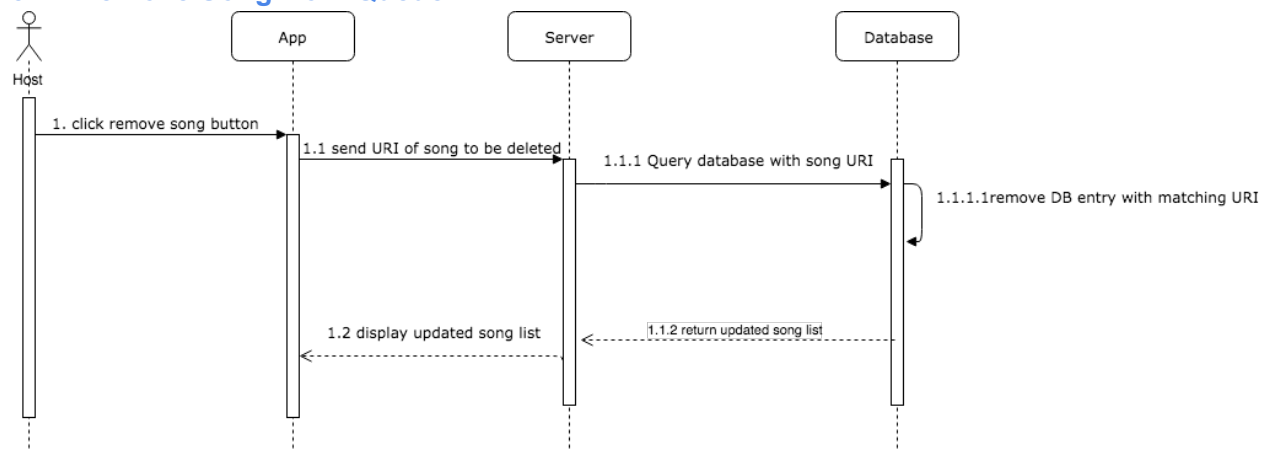 Host
App
Server
Database
1. click remove song button
1.1 send URI of song to be deleted
1.1.1 Query database with song URI
1.1.1.1remove DB entry with matching URI
1.2 display updated song list
1.1.2 return updated song list